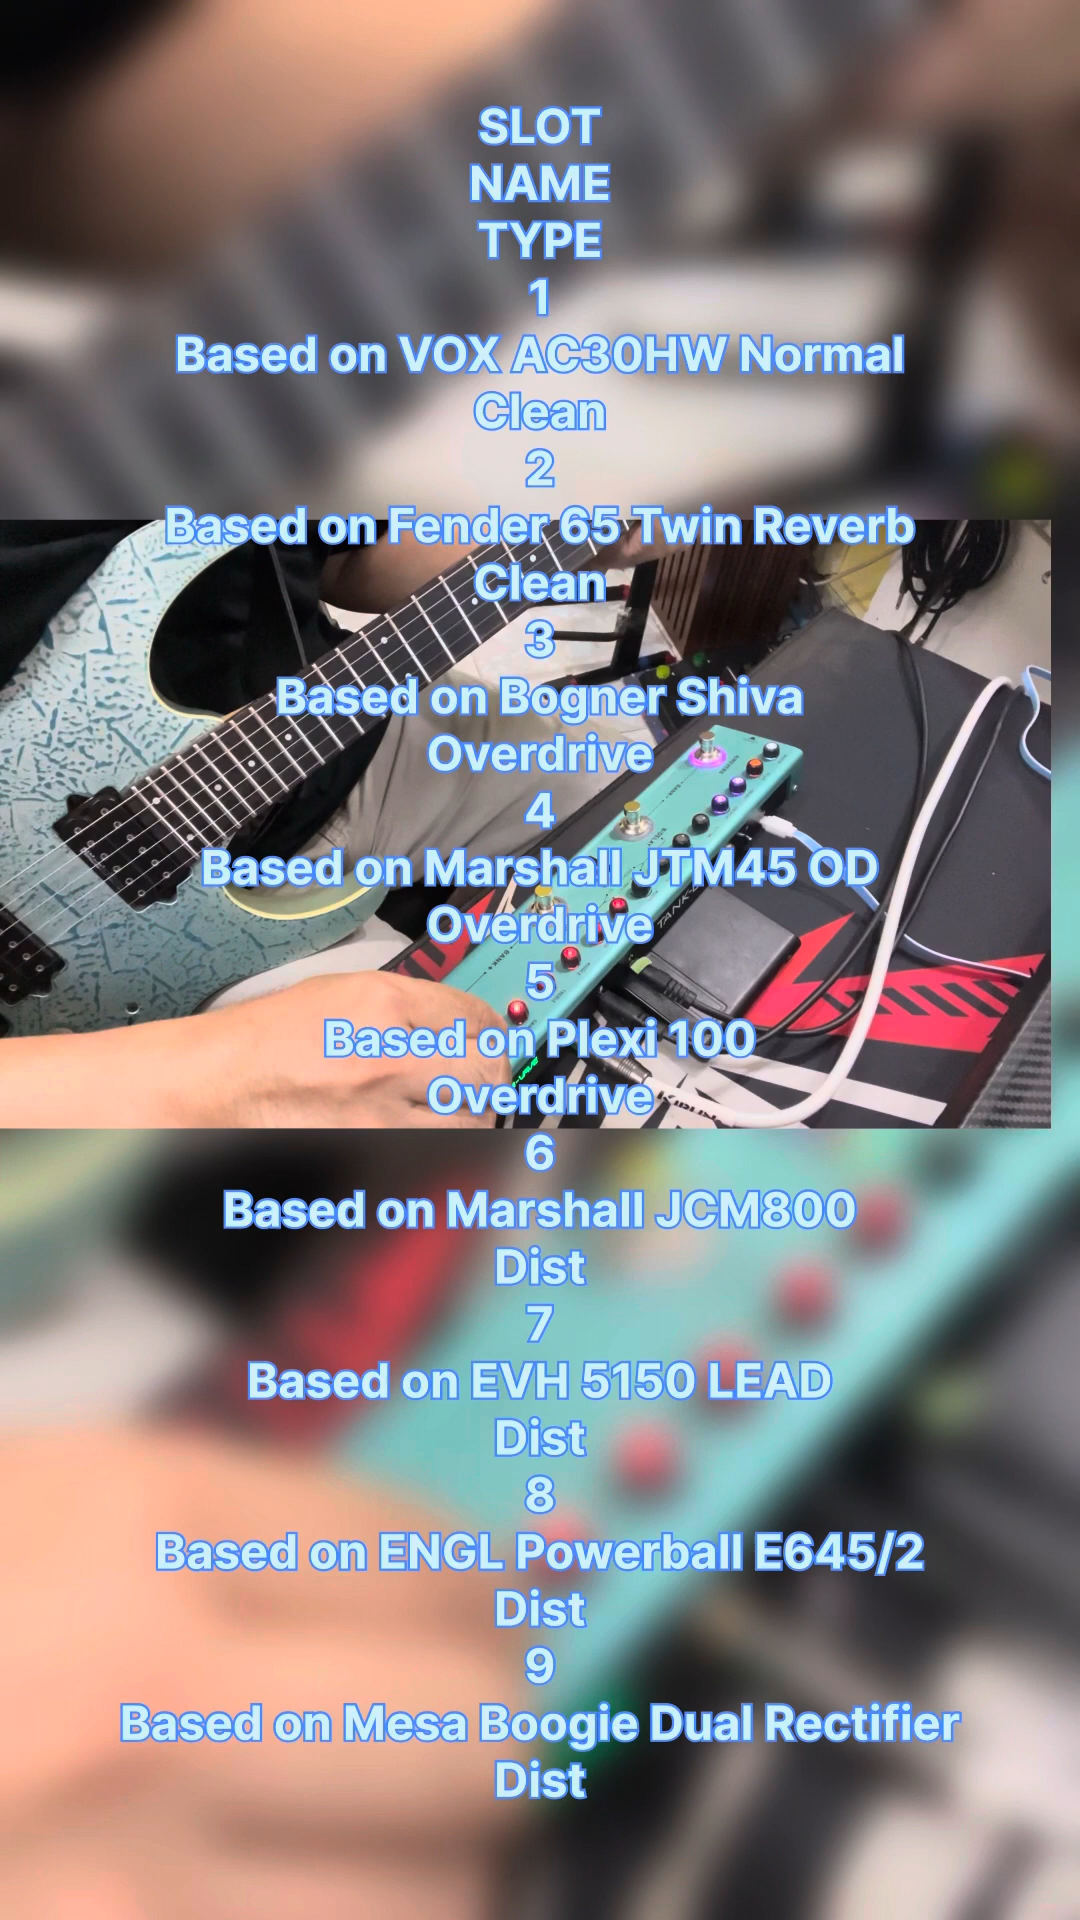 SLOT
NAME
TYPE
1
Based on VOX AC30HW Normal
Clean
2
Based on Fender 65 Twin Reverb
Clean
3
Based on Bogner Shiva
Overdrive
4
Based on Marshall JTM45 OD
Overdrive
5
Based on Plexi 100
Overdrive
6
Based on Marshall JCM800
Dist
7
Based on EVH 5150 LEAD
Dist
8
Based on ENGL Powerball E645/2
Dist
9
Based on Mesa Boogie Dual Rectifier
Dist